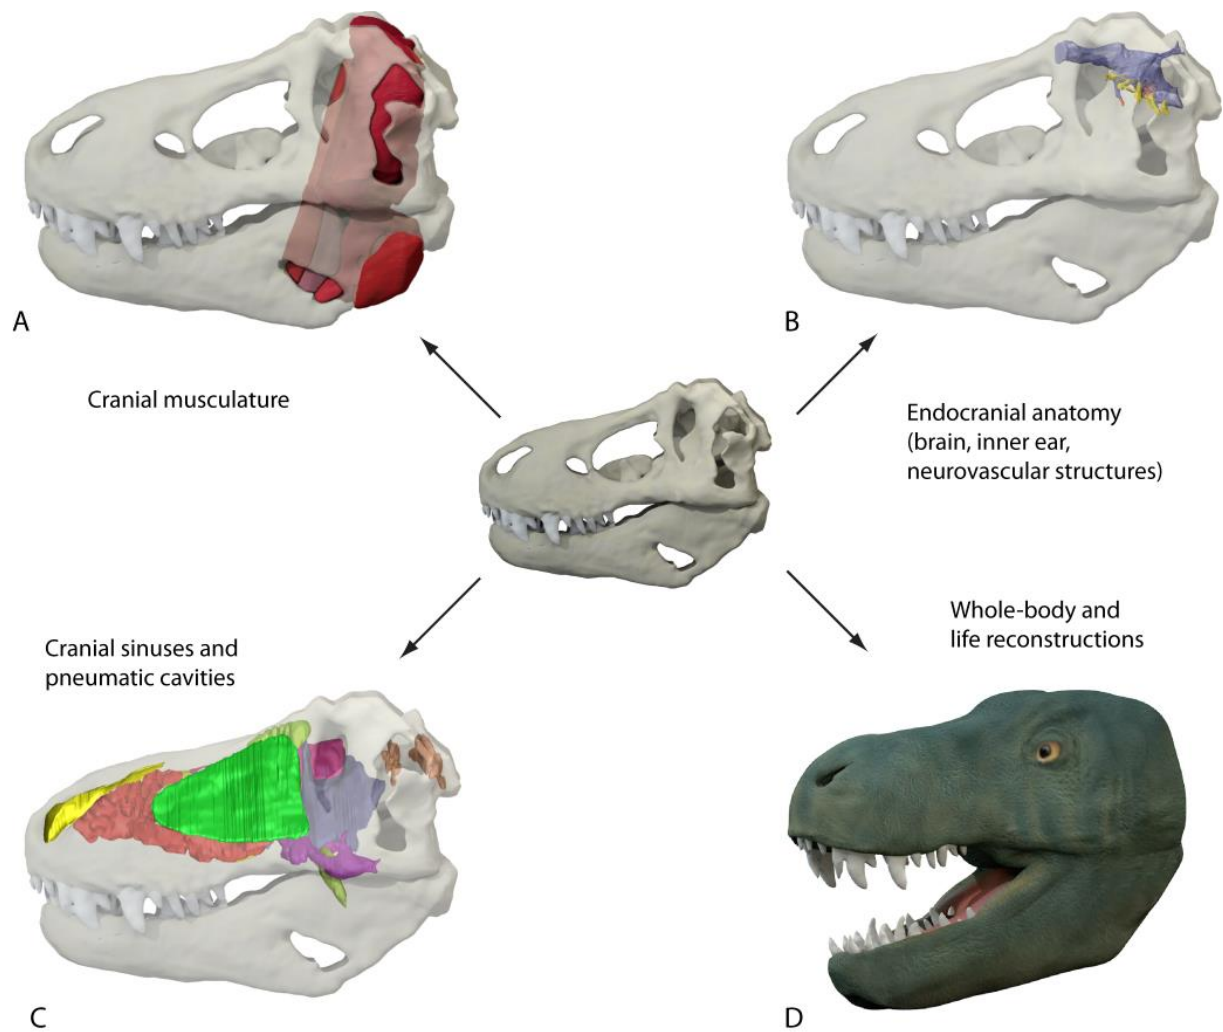 A
B
Cranial musculature
Endocranial anatomy
(brain, inner ear,
neurovascular structures)
Cranial sinuses and
pneumatic cavities
Whole-body and
life reconstructions
C
D